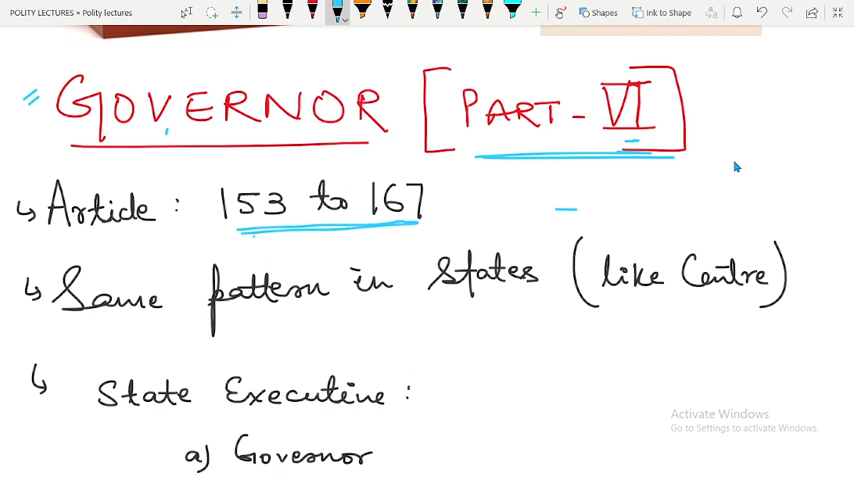 POLITY LECTURES » Polity lectures
Shapes
Ink to Shape
GOVERNOR [PART - VI]
↳ Article : 153 to 167
↳ Same pattern in States (like Centre)
↳ State Executive :
a) Governor
Activate Windows
Go to Settings to activate Windows.